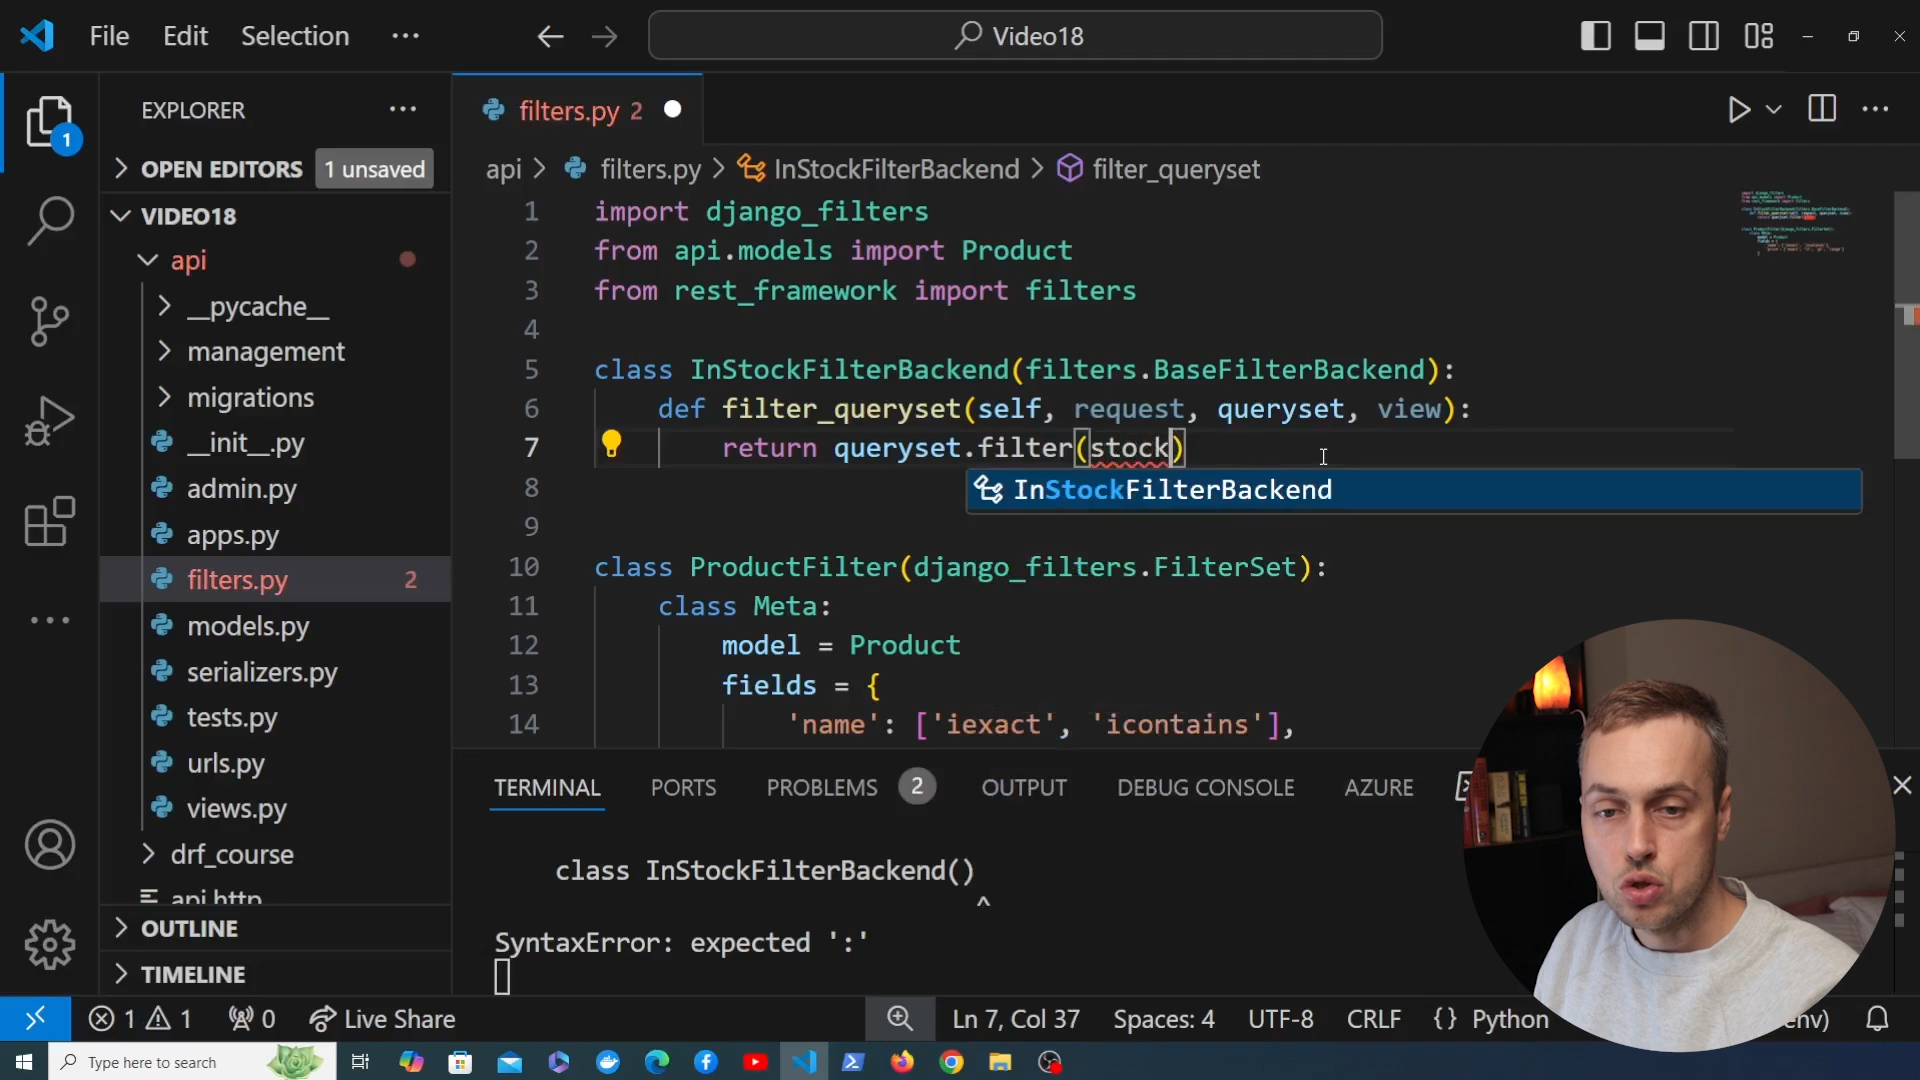 File Edit Selection ··· Video18
EXPLORER ···
OPEN EDITORS 1 unsaved
VIDEO18
api
__pycache__
management
migrations
__init__.py
admin.py
apps.py
filters.py 2
models.py
serializers.py
tests.py
urls.py
views.py
drf_course
api.http
OUTLINE
TIMELINE
1
filters.py 2
api > filters.py > InStockFilterBackend > filter_queryset
1 import django_filters
2 from api.models import Product
3 from rest_framework import filters
4
5 class InStockFilterBackend(filters.BaseFilterBackend):
6 def filter_queryset(self, request, queryset, view):
7 return queryset.filter(stock)
InStockFilterBackend
8
9
10 class ProductFilter(django_filters.FilterSet):
11 class Meta:
12 model = Product
13 fields = {
14 'name': ['iexact', 'icontains'],
TERMINAL PORTS PROBLEMS 2 OUTPUT DEBUG CONSOLE AZURE
class InStockFilterBackend()
^
SyntaxError: expected ':'
1 1 0 Live Share Ln 7, Col 37 Spaces: 4 UTF-8 CRLF {} Python env)
Type here to search